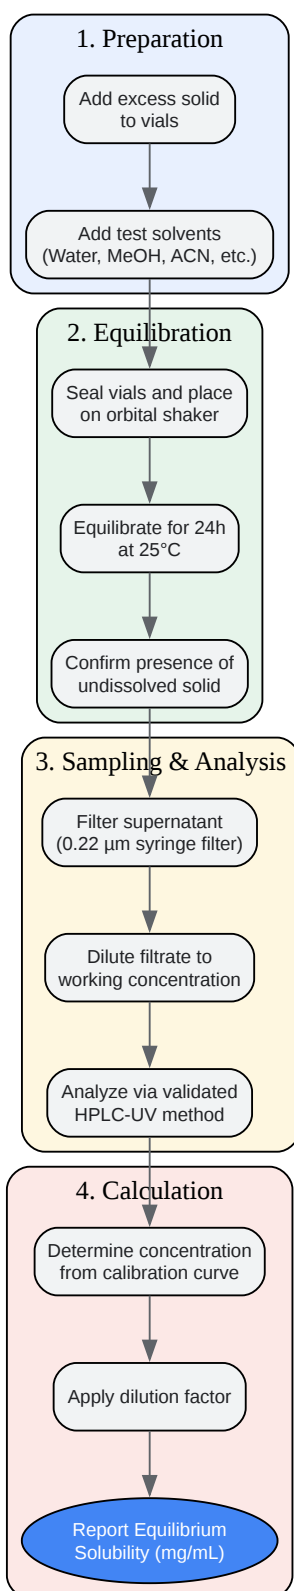 1. Preparation
Add excess solid
to vials
Add test solvents
(Water, MeOH, ACN, etc.)
2. Equilibration
Seal vials and place
on orbital shaker
Equilibrate for 24h
at 25°C
Confirm presence of
undissolved solid
3. Sampling & Analysis
Filter supernatant
(0.22 µm syringe filter)
Dilute filtrate to
working concentration
Analyze via validated
HPLC-UV method
4. Calculation
Determine concentration
from calibration curve
Apply dilution factor
Report Equilibrium
Solubility (mg/mL)